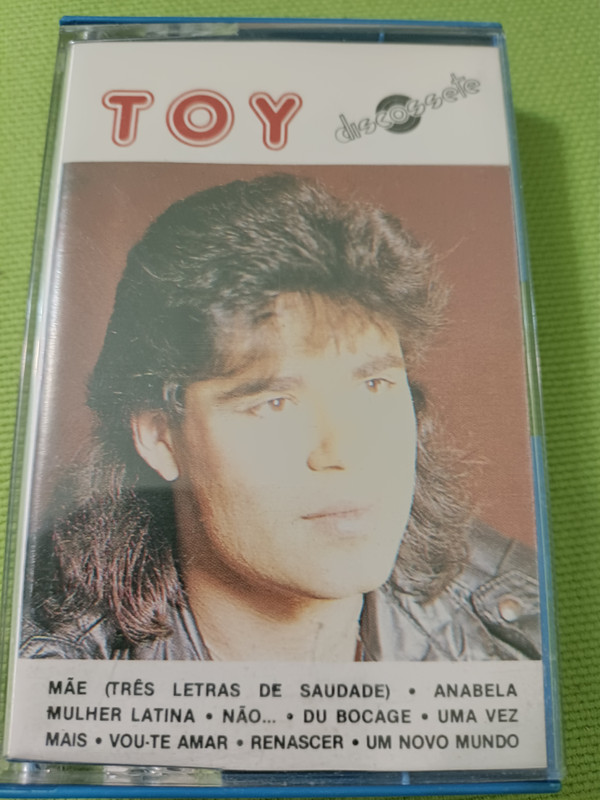 TOY
discossete
MÃE (TRÊS LETRAS DE SAUDADE) • ANABELA
MULHER LATINA • NÃO... • DU BOCAGE • UMA VEZ
MAIS • VOU-TE AMAR • RENASCER • UM NOVO MUNDO